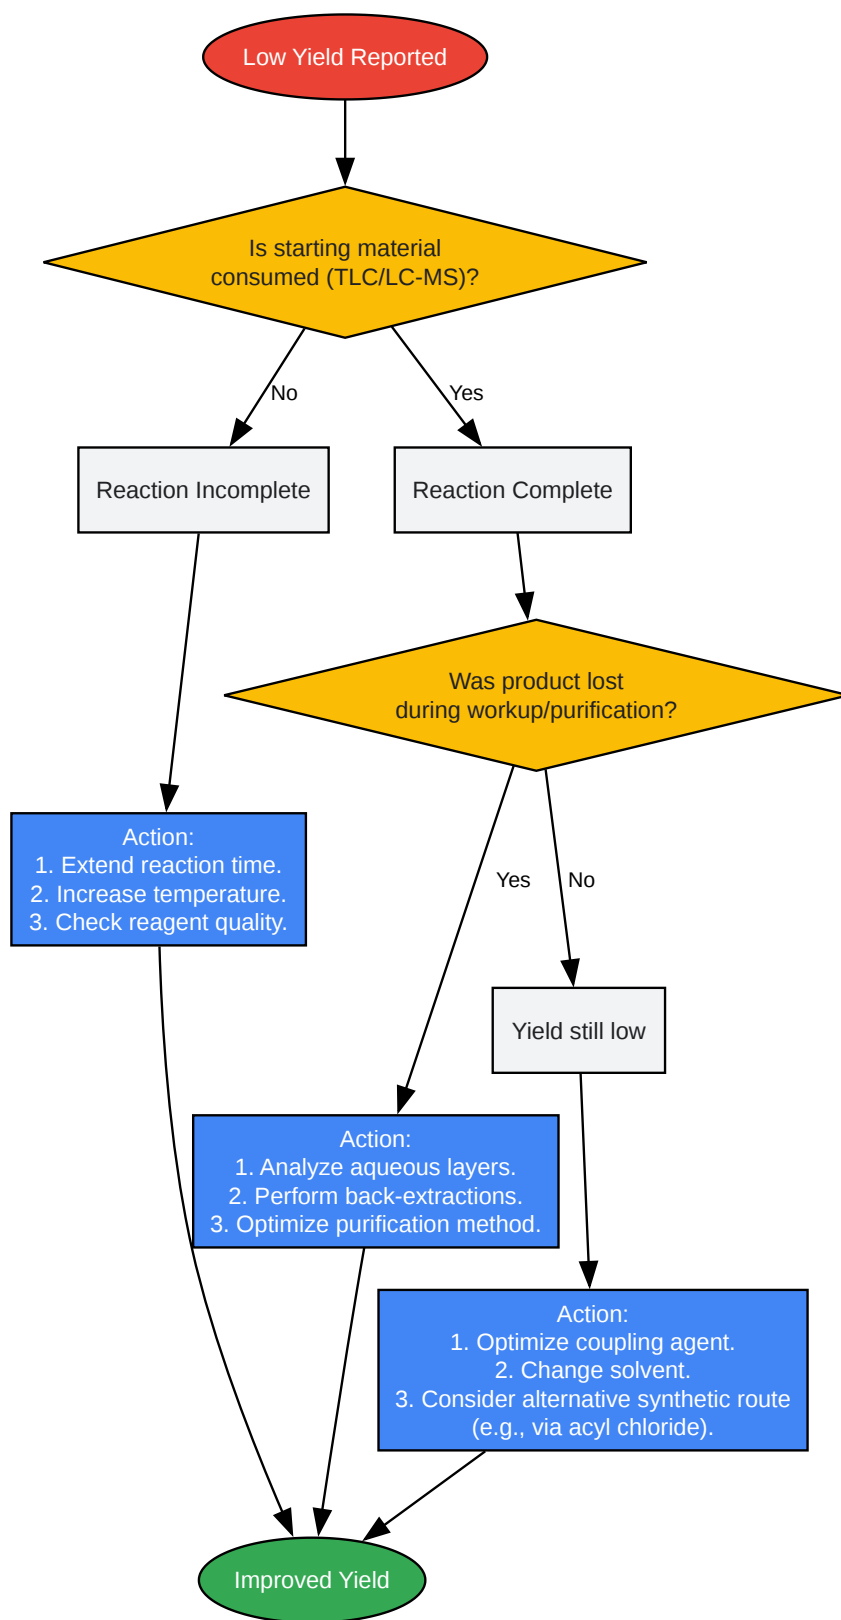 Low Yield Reported
Is starting material
consumed (TLC/LC-MS)?
No
Yes
Reaction Incomplete
Reaction Complete
Was product lost
during workup/purification?
Action:
1. Extend reaction time.
2. Increase temperature.
3. Check reagent quality.
Yes
No
Yield still low
Action:
1. Analyze aqueous layers.
2. Perform back-extractions.
3. Optimize purification method.
Action:
1. Optimize coupling agent.
2. Change solvent.
3. Consider alternative synthetic route
(e.g., via acyl chloride).
Improved Yield